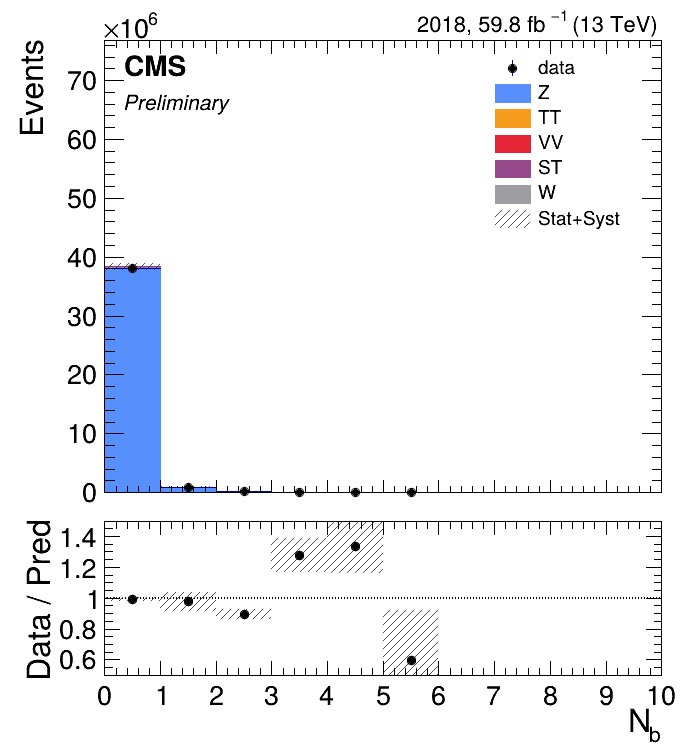 ×10⁶
2018, 59.8 fb⁻¹ (13 TeV)
Events
CMS
Preliminary
data
Z
TT
VV
ST
W
Stat+Syst
70
60
50
40
30
20
10
0
Data / Pred
1.4
1.2
1
0.8
0.6
0 1 2 3 4 5 6 7 8 9 10
N_b